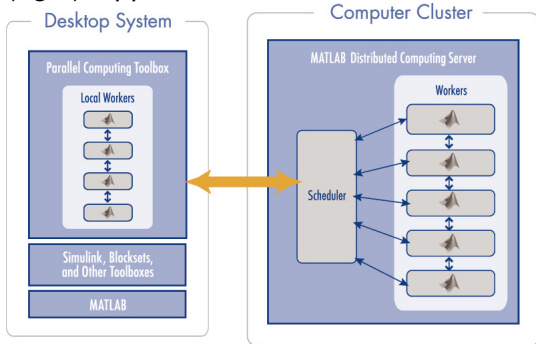 Desktop System
Parallel Computing Toolbox
Local Workers
Simulink, Blocksets,
and Other Toolboxes
MATLAB
Computer Cluster
MATLAB Distributed Computing Server
Workers
Scheduler